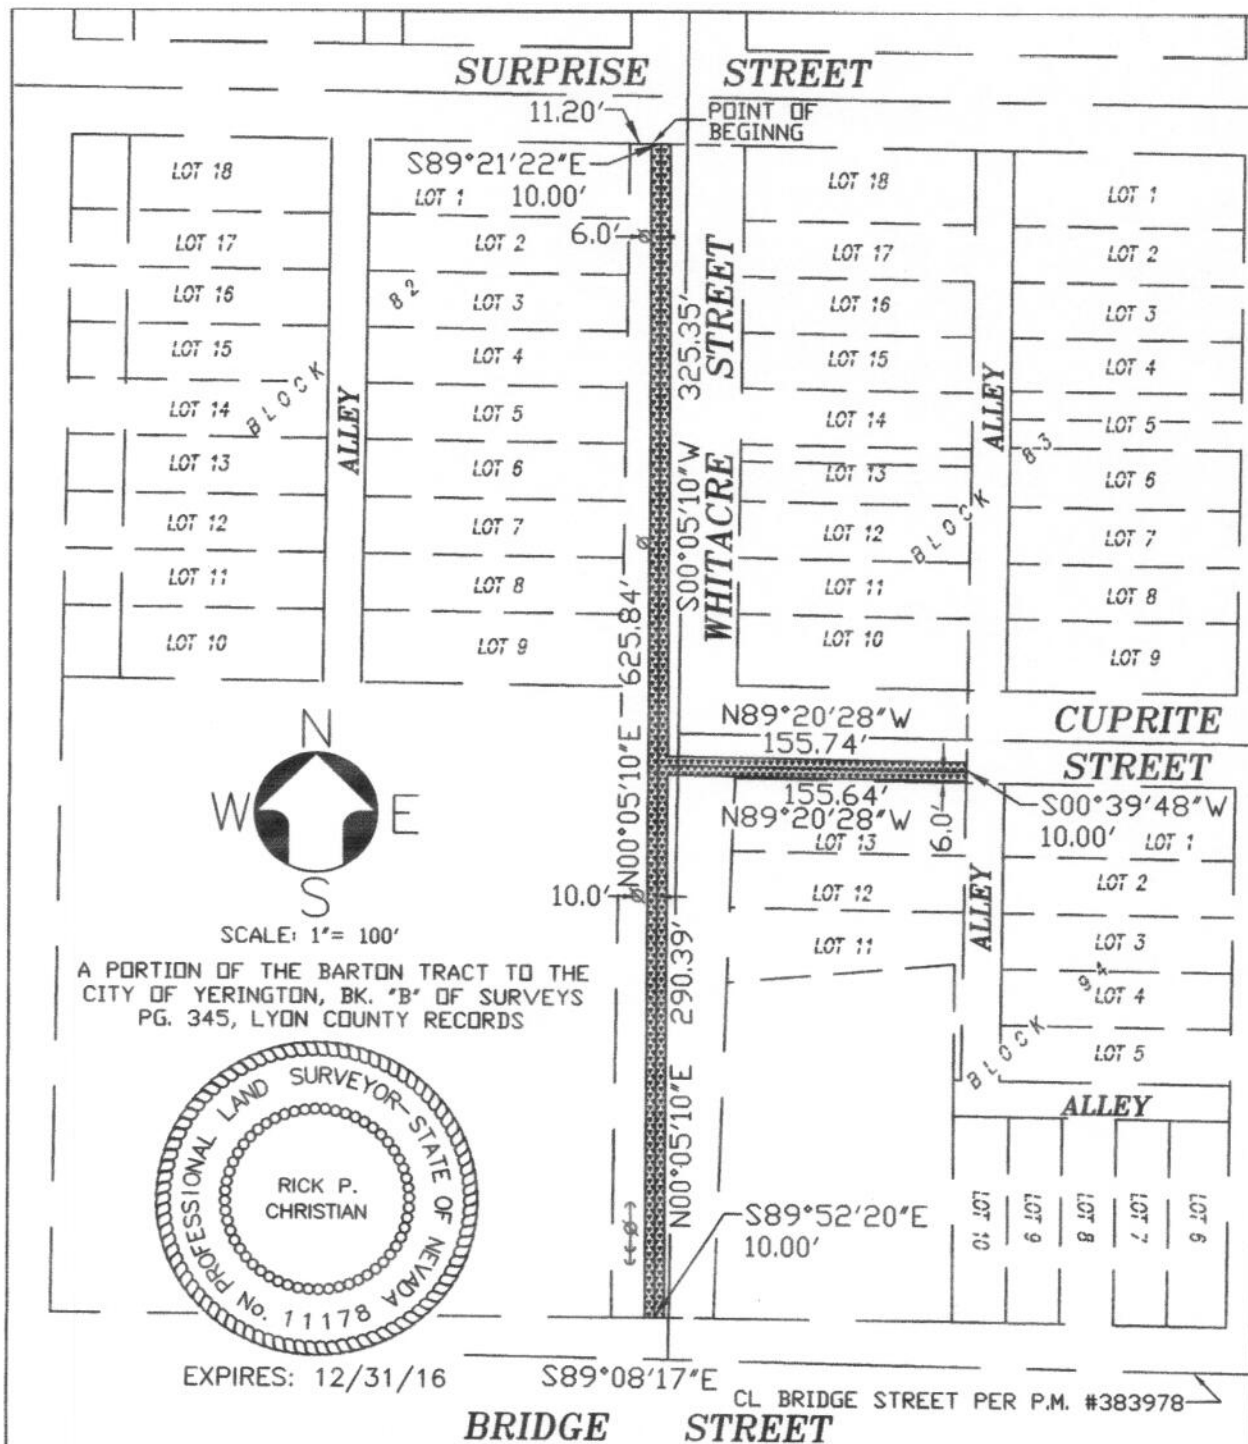 SURPRISE STREET
11.20'
POINT OF
BEGINNG
S89°21'22"E
10.00'
6.0'
LOT 18
LOT 17
LOT 16
LOT 15
LOT 14
LOT 13
LOT 12
LOT 11
LOT 10
BLOCK 82
ALLEY
LOT 1
LOT 2
LOT 3
LOT 4
LOT 5
LOT 6
LOT 7
LOT 8
LOT 9
S00°05'10"W 325.35'
WHITACRE STREET
N00°05'10"E 625.84'
LOT 18
LOT 17
LOT 16
LOT 15
LOT 14
LOT 13
LOT 12
LOT 11
LOT 10
BLOCK 83
ALLEY
LOT 1
LOT 2
LOT 3
LOT 4
LOT 5
LOT 6
LOT 7
LOT 8
LOT 9
N89°20'28"W
155.74'
CUPRITE
STREET
155.64'
N89°20'28"W
6.0'
S00°39'48"W
10.00'
LOT 13
LOT 12
LOT 11
ALLEY
LOT 1
LOT 2
LOT 3
LOT 4
LOT 5
BLOCK 94
ALLEY
LOT 10
LOT 9
LOT 8
LOT 7
LOT 6
N
W E
S
10.0'
SCALE: 1"= 100'
A PORTION OF THE BARTON TRACT TO THE
CITY OF YERINGTON, BK. "B" OF SURVEYS
PG. 345, LYON COUNTY RECORDS
N00°05'10"E 290.39'
PROFESSIONAL LAND SURVEYOR-STATE OF NEVADA
No. 11178
RICK P.
CHRISTIAN
EXPIRES: 12/31/16
S89°52'20"E
10.00'
S89°08'17"E
CL BRIDGE STREET PER P.M. #383978
BRIDGE STREET